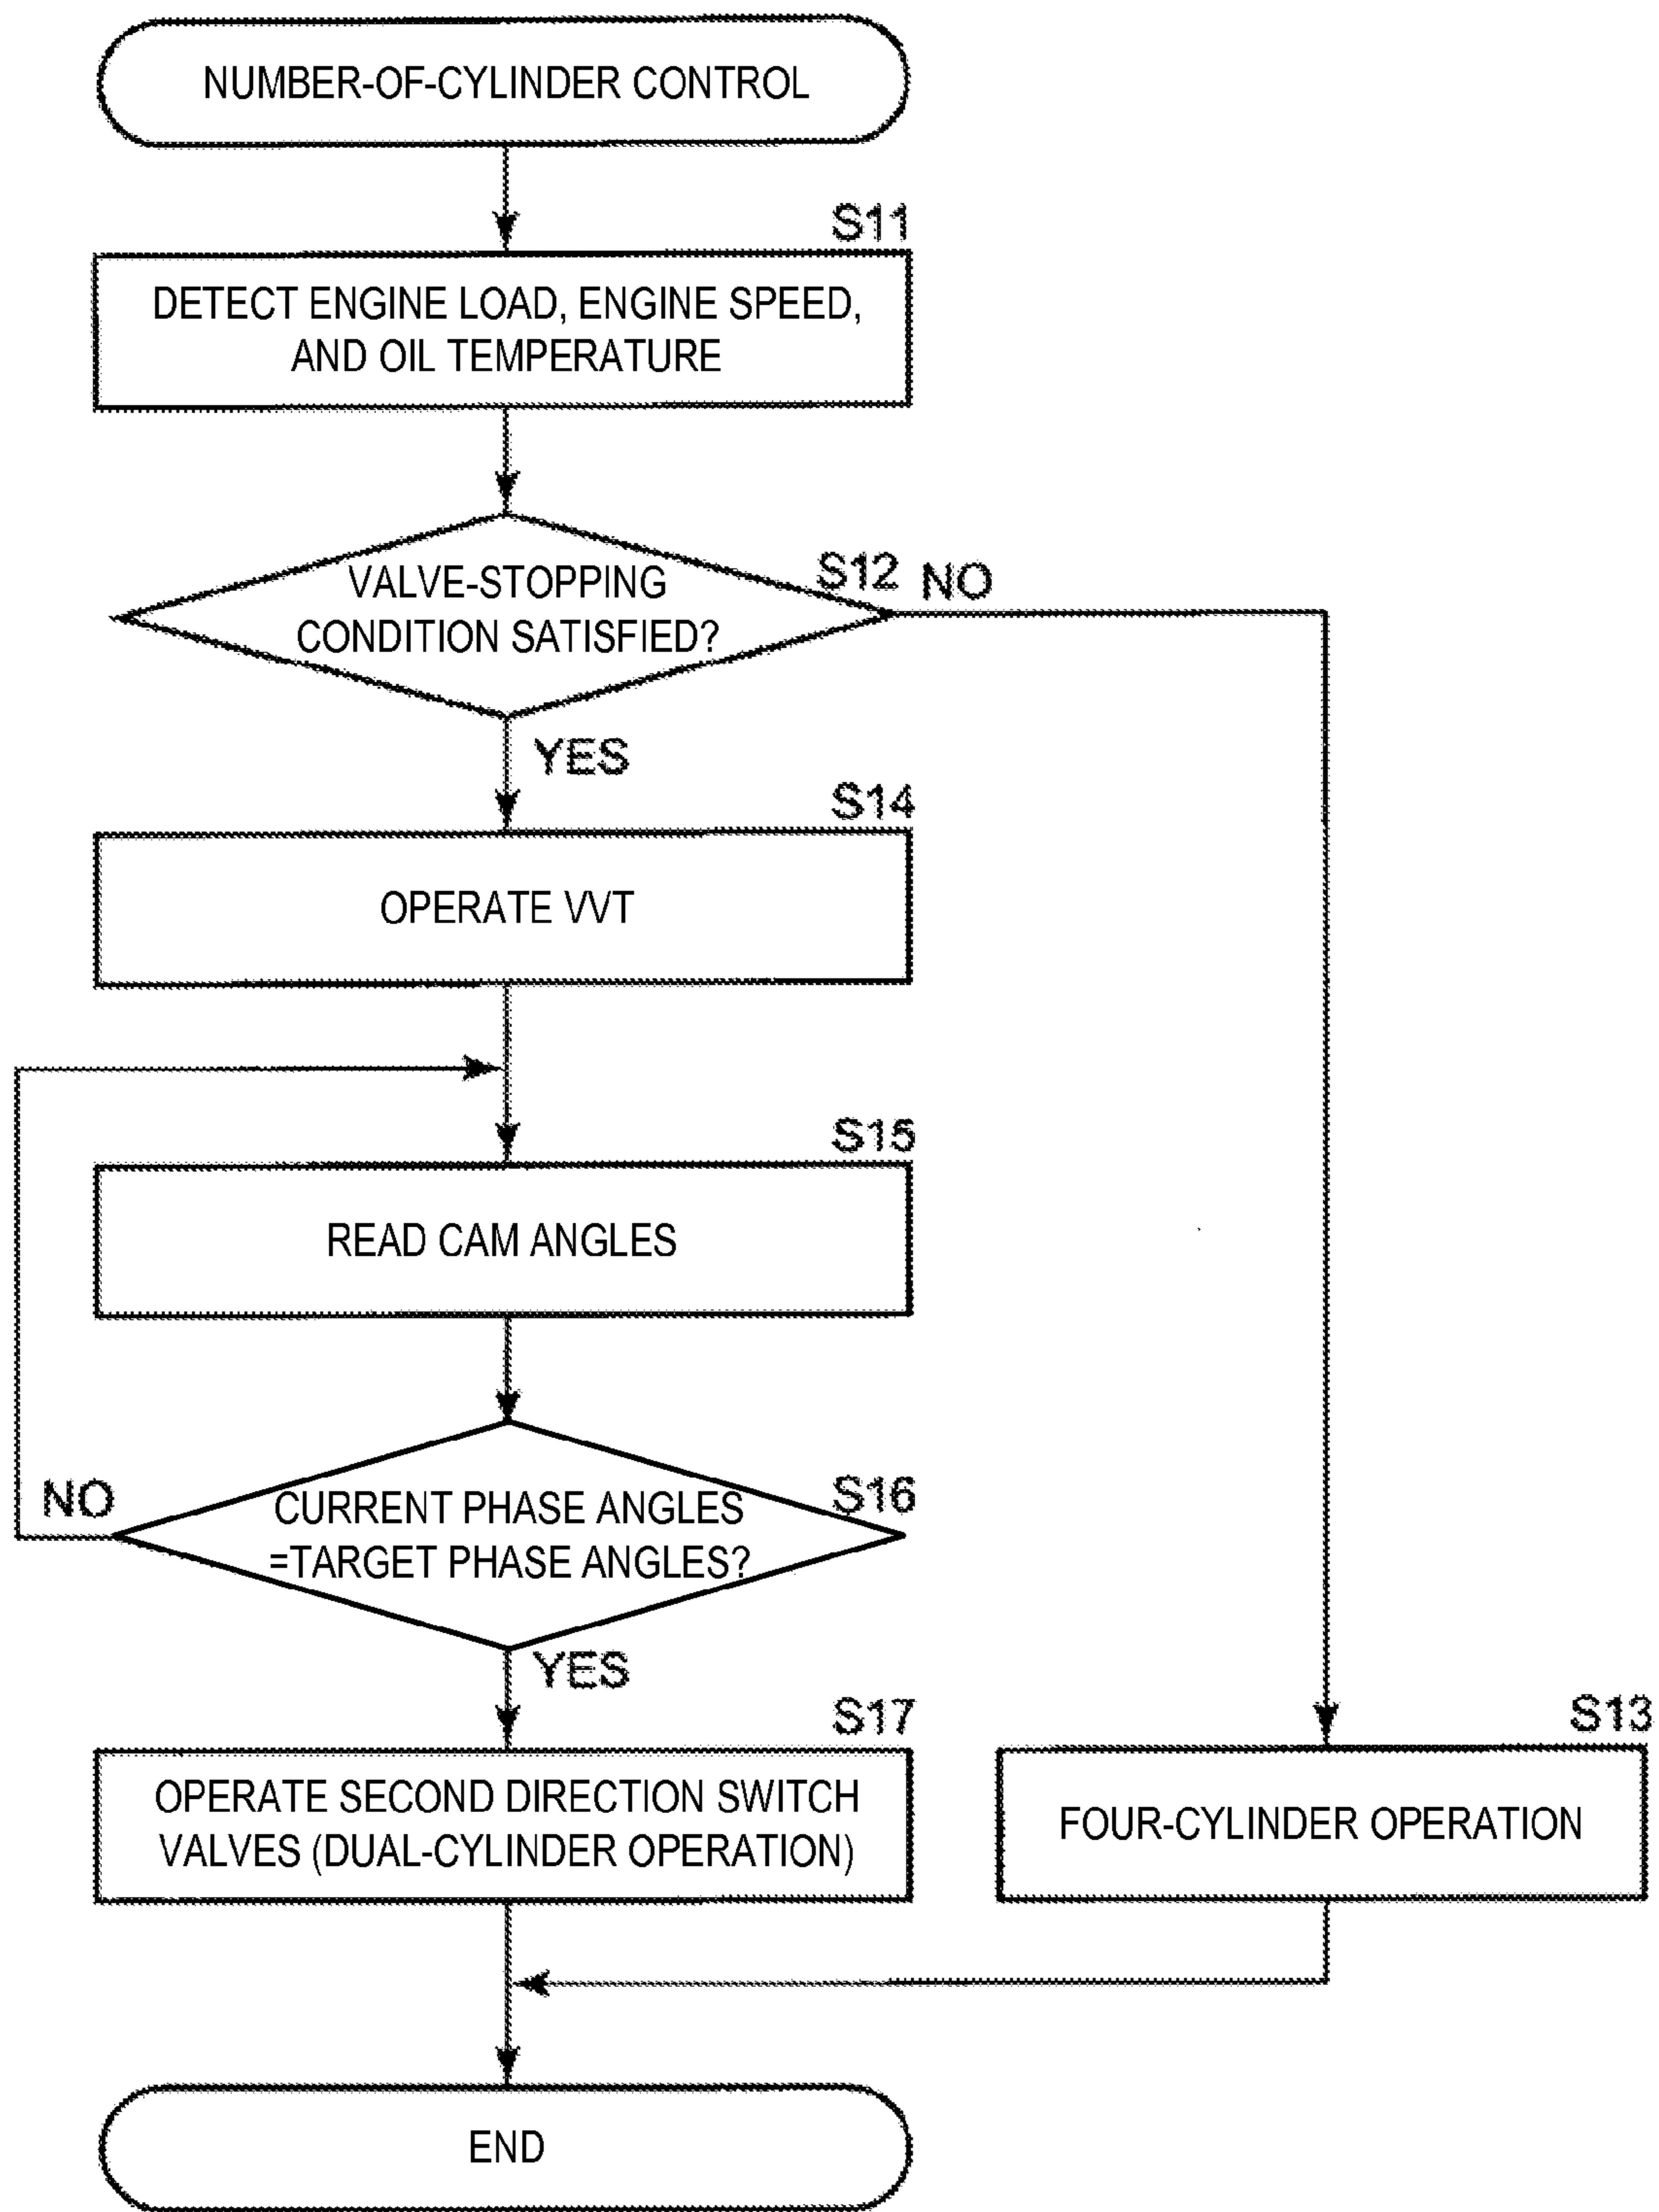 NUMBER-OF-CYLINDER CONTROL
S11
DETECT ENGINE LOAD, ENGINE SPEED,
AND OIL TEMPERATURE
S12 NO
VALVE-STOPPING
CONDITION SATISFIED?
YES
S14
OPERATE VVT
S15
READ CAM ANGLES
NO
S16
CURRENT PHASE ANGLES
=TARGET PHASE ANGLES?
YES
S17
OPERATE SECOND DIRECTION SWITCH
VALVES (DUAL-CYLINDER OPERATION)
S13
FOUR-CYLINDER OPERATION
END